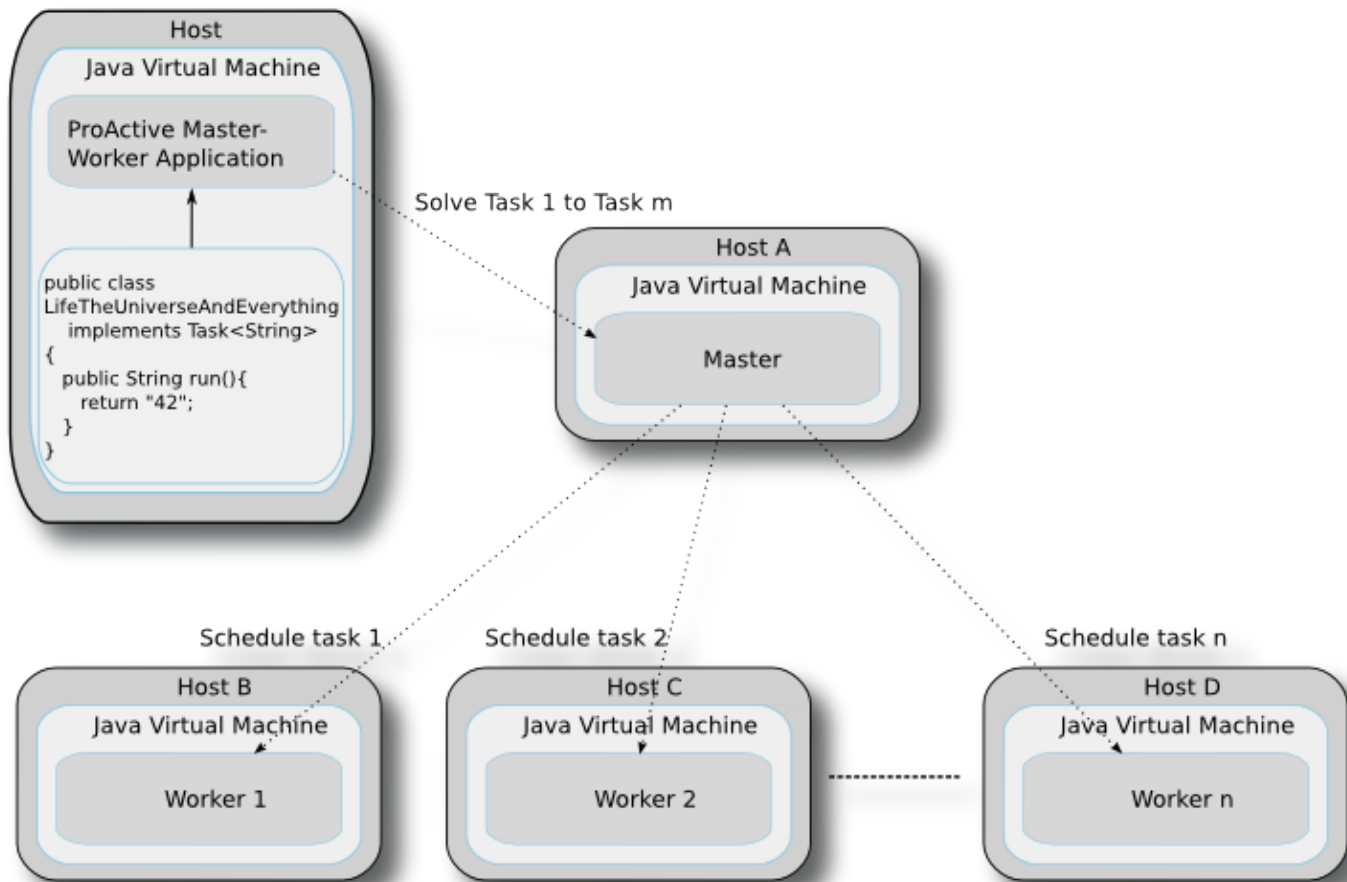 Host
Java Virtual Machine
ProActive Master-
Worker Application
public class
LifeTheUniverseAndEverything
implements Task<String>
{
public String run(){
return "42";
}
}
Solve Task 1 to Task m
Host A
Java Virtual Machine
Master
Schedule task 1
Schedule task 2
Schedule task n
Host B
Java Virtual Machine
Worker 1
Host C
Java Virtual Machine
Worker 2
Host D
Java Virtual Machine
Worker n